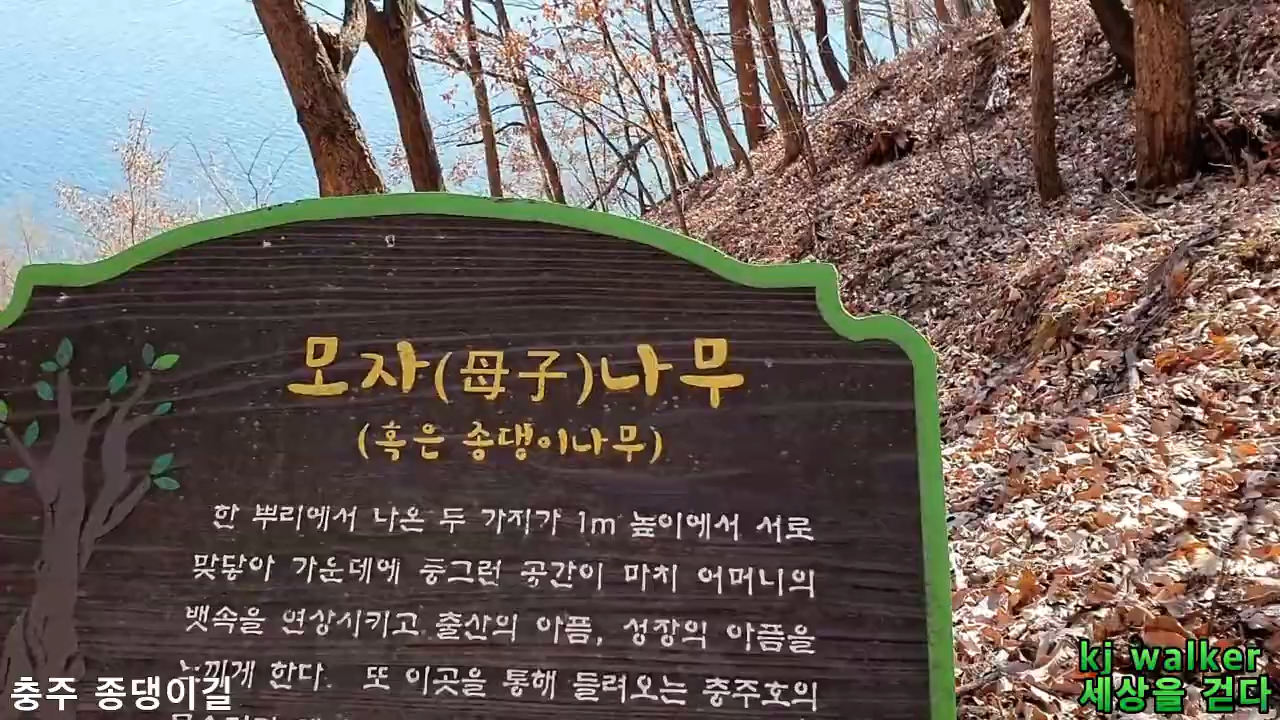 모자(母子)나무
(혹은 종댕이나무)
한 뿌리에서 나온 두 가지가 1m 높이에서 서로
맞닿아 가운데에 둥그런 공간이 마치 어머니의
뱃속을 연상시키고 출산의 아픔, 성장의 아픔을
느끼게 한다. 또 이곳을 통해 들려오는 충주호의
충주 종댕이길
kj walker
세상을 걷다